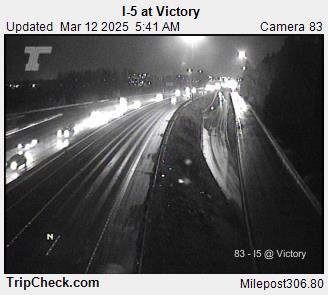 I-5 at Victory
Updated Mar 12 2025 5:41 AM Camera 83
T
N
83 - I5 @ Victory
TripCheck.com Milepost306.80